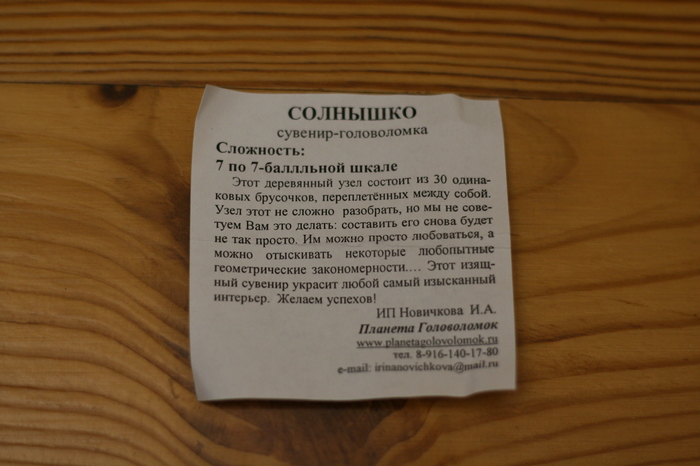 СОЛНЫШКО
сувенир-головоломка
Сложность:
7 по 7-баллльной шкале
Этот деревянный узел состоит из 30 одина-
ковых брусочков, переплетённых между собой.
Узел этот не сложно разобрать, но мы не сове-
туем Вам это делать: составить его снова будет
не так просто. Им можно просто любоваться, а
можно отыскивать некоторые любопытные
геометрические закономерности.… Этот изящ-
ный сувенир украсит любой самый изысканный
интерьер. Желаем успехов!
ИП Новичкова И.А.
Планета Головоломок
www.planetagolovolomok.ru
тел. 8-916-140-17-80
e-mail: irinanovichkova@mail.ru